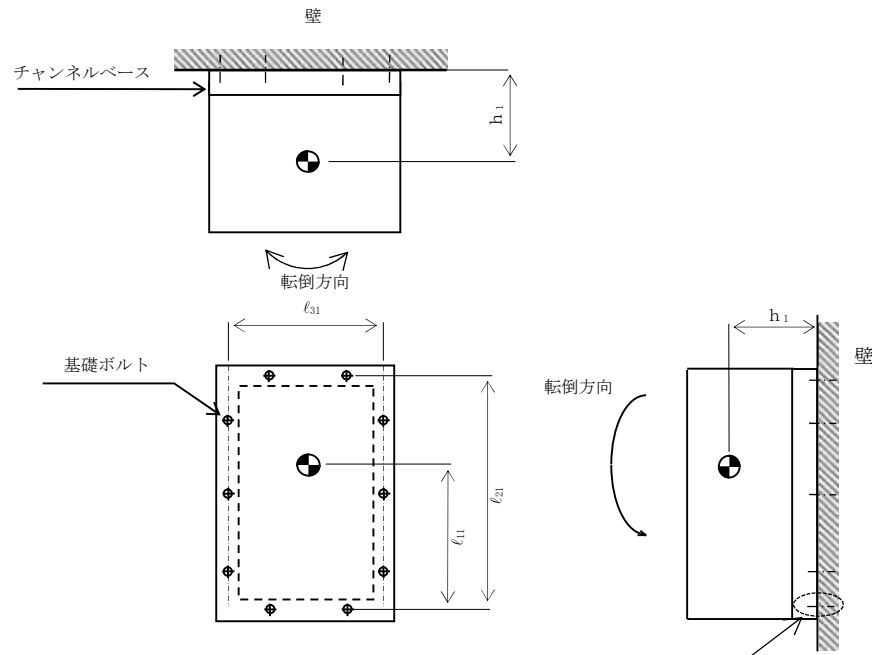 壁
チャンネルベース
h₁
転倒方向
ℓ₃₁
基礎ボルト
ℓ₁₁
ℓ₂₁
h₁
壁
転倒方向